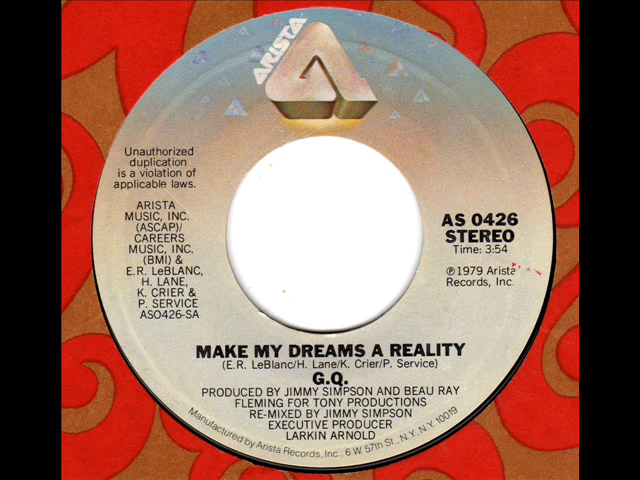 ARISTA
Unauthorized
duplication
is a violation of
applicable laws.
ARISTA
MUSIC, INC.
(ASCAP)/
CAREERS
MUSIC, INC.
(BMI) &
E.R. LeBLANC,
H. LANE,
K. CRIER &
P. SERVICE
ASO426-SA
AS 0426
STEREO
Time: 3:54
℗1979 Arista
Records, Inc.
MAKE MY DREAMS A REALITY
(E.R. LeBlanc/H. Lane/K. Crier/P. Service)
G.Q.
PRODUCED BY JIMMY SIMPSON AND BEAU RAY
FLEMING FOR TONY PRODUCTIONS
RE-MIXED BY JIMMY SIMPSON
EXECUTIVE PRODUCER
LARKIN ARNOLD
Manufactured by Arista Records, Inc., 6 W 57th St., N.Y., N.Y. 10019